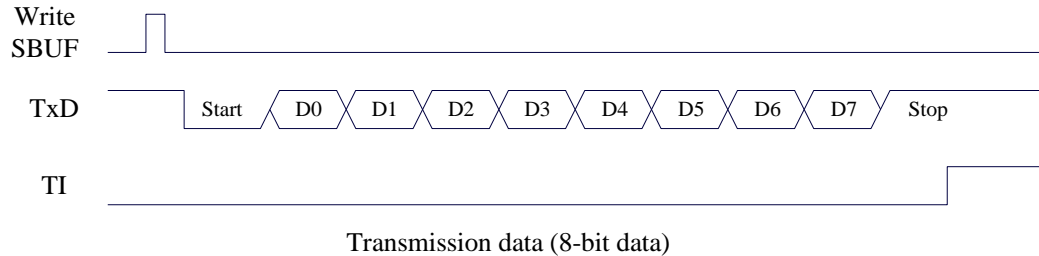 Write
SBUF
TxD Start D0 D1 D2 D3 D4 D5 D6 D7 Stop
TI
Transmission data (8-bit data)